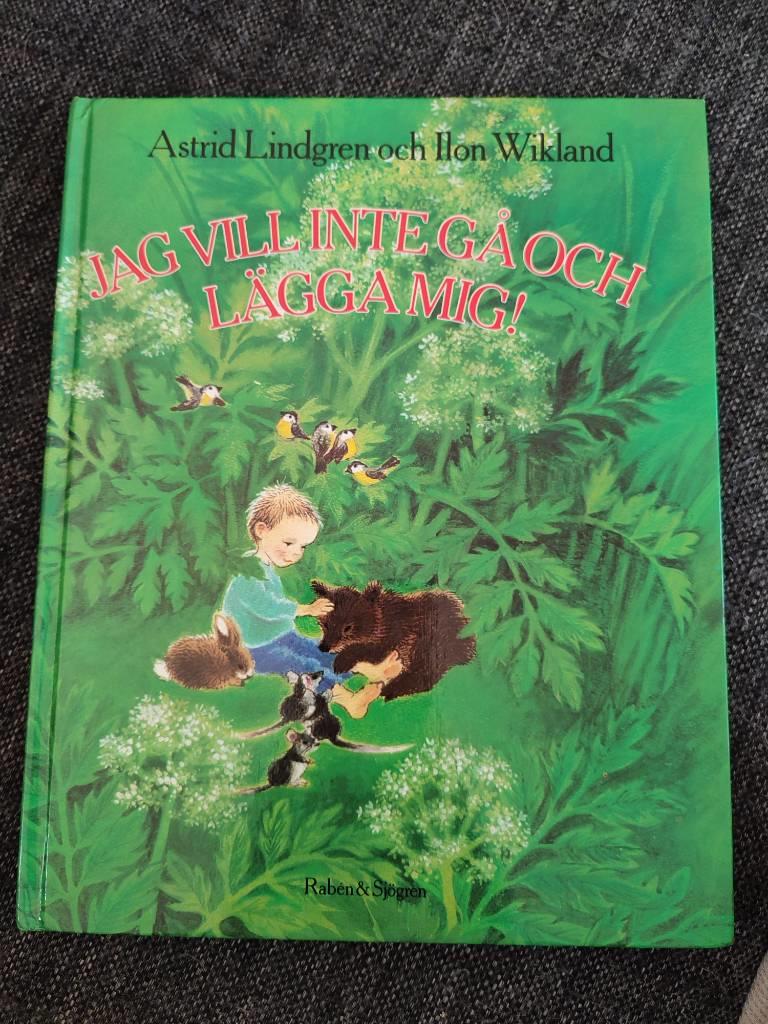 Astrid Lindgren och Ilon Wikland
JAG VILL INTE GÅ OCH
LÄGGA MIG!
Rabén & Sjögren